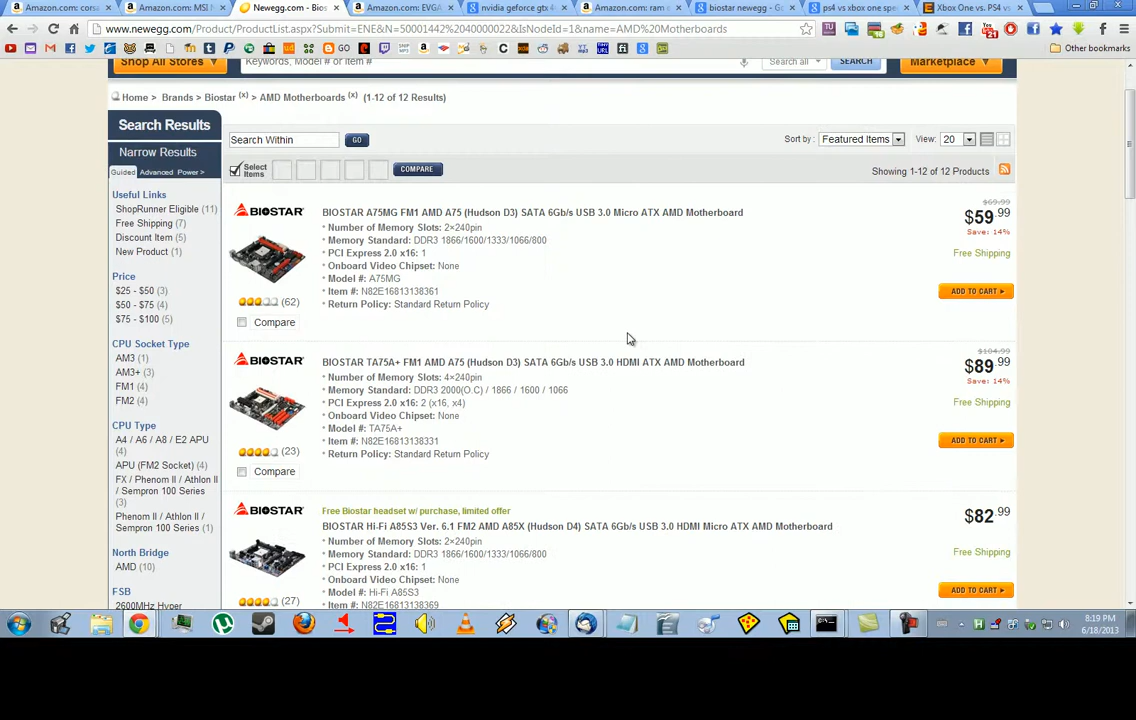 Amazon.com: corsa
Amazon.com: MSI N
Newegg.com - Bios
Amazon.com: EVGA
nvidia geforce gtx 4
Amazon.com: ram e
biostar newegg - Go
ps4 vs xbox one spe
Xbox One vs. PS4 v
www.newegg.com/Product/ProductList.aspx?Submit=ENE&N=50001442%2040000022&IsNodeId=1&name=AMD%20Motherboards
Other bookmarks
Shop All Stores
Keywords, Model # or Item #
Search all
SEARCH
Marketplace
Home > Brands > Biostar (x) > AMD Motherboards (x) (1-12 of 12 Results)
Search Results
Search Within
GO
Sort by :
Featured Items
View:
20
Narrow Results
Guided
Advanced
Power >
Select
Items
COMPARE
Showing 1-12 of 12 Products
Useful Links
ShopRunner Eligible (11)
Free Shipping (7)
Discount Item (5)
New Product (1)
Price
$25 - $50 (3)
$50 - $75 (4)
$75 - $100 (5)
CPU Socket Type
AM3 (1)
AM3+ (3)
FM1 (4)
FM2 (4)
CPU Type
A4 / A6 / A8 / E2 APU
(4)
APU (FM2 Socket) (4)
FX / Phenom II / Athlon II
/ Sempron 100 Series
(3)
Phenom II / Athlon II /
Sempron 100 Series (1)
North Bridge
AMD (10)
FSB
2600MHz Hyper
BIOSTAR
BIOSTAR A75MG FM1 AMD A75 (Hudson D3) SATA 6Gb/s USB 3.0 Micro ATX AMD Motherboard
Number of Memory Slots: 2×240pin
Memory Standard: DDR3 1866/1600/1333/1066/800
PCI Express 2.0 x16: 1
Onboard Video Chipset: None
Model #: A75MG
Item #: N82E16813138361
Return Policy: Standard Return Policy
(62)
Compare
$69.99
$59.99
Save: 14%
Free Shipping
ADD TO CART
BIOSTAR
BIOSTAR TA75A+ FM1 AMD A75 (Hudson D3) SATA 6Gb/s USB 3.0 HDMI ATX AMD Motherboard
Number of Memory Slots: 4×240pin
Memory Standard: DDR3 2000(O.C) / 1866 / 1600 / 1066
PCI Express 2.0 x16: 2 (x16, x4)
Onboard Video Chipset: None
Model #: TA75A+
Item #: N82E16813138331
Return Policy: Standard Return Policy
(23)
Compare
$104.99
$89.99
Save: 14%
Free Shipping
ADD TO CART
BIOSTAR
Free Biostar headset w/ purchase, limited offer
BIOSTAR Hi-Fi A85S3 Ver. 6.1 FM2 AMD A85X (Hudson D4) SATA 6Gb/s USB 3.0 HDMI Micro ATX AMD Motherboard
Number of Memory Slots: 2×240pin
Memory Standard: DDR3 1866/1600/1333/1066/800
PCI Express 2.0 x16: 1
Onboard Video Chipset: None
Model #: Hi-Fi A85S3
Item #: N82E16813138369
(27)
$82.99
Free Shipping
ADD TO CART
8:19 PM
6/18/2013